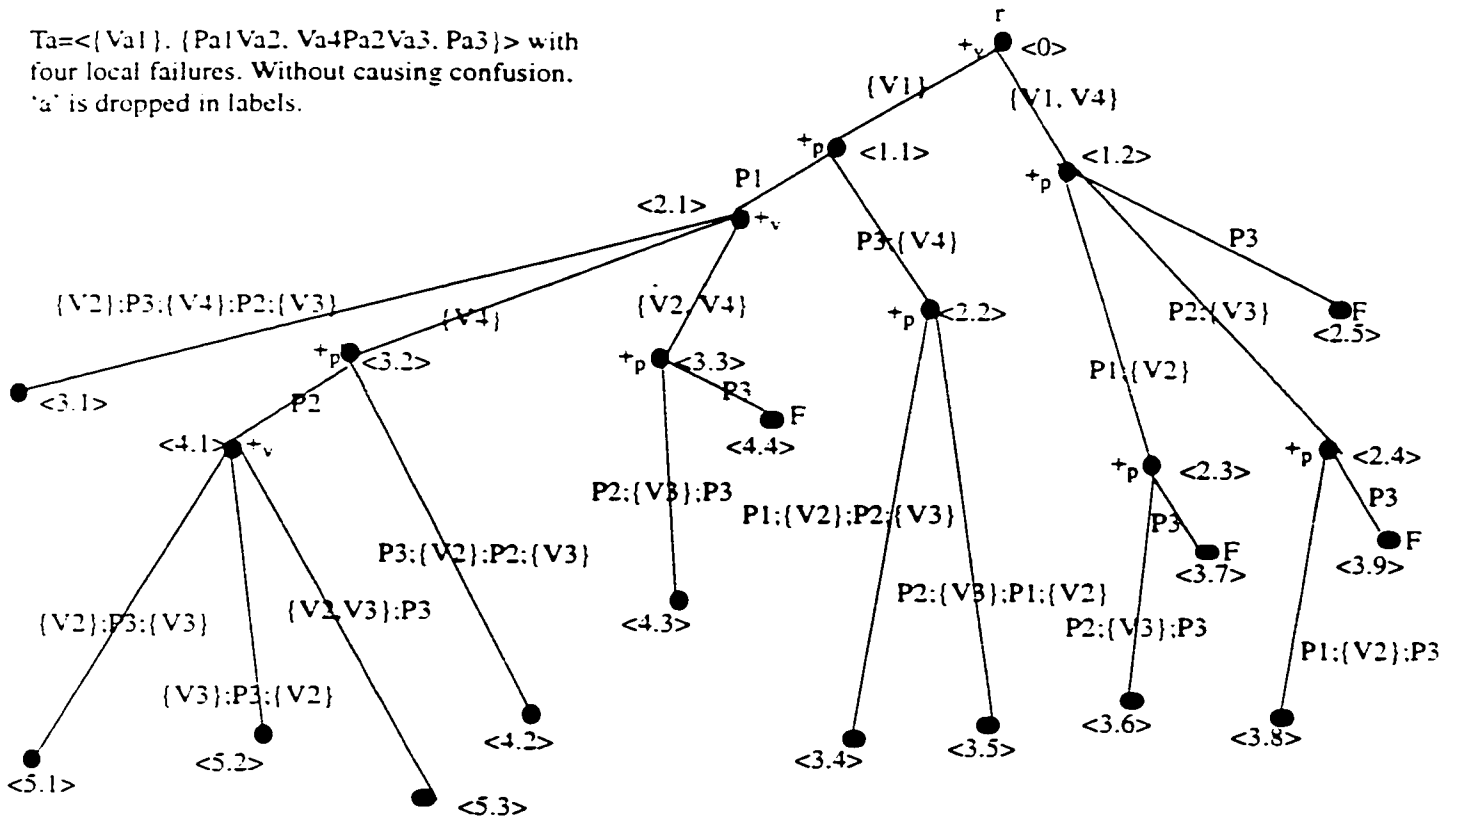 Ta=<{Va1}. {Pa1Va2. Va4Pa2Va3. Pa3}> with
four local failures. Without causing confusion.
'a' is dropped in labels.
r
+v <0>
{V1} {V1, V4}
+p <1.1> <1.2>
+p
P1
<2.1> +v
P3;{V4} P3
{V2};P3;{V4};P2;{V3} {V4} {V2, V4} +p <2.2> P2;{V3} F
<2.5>
+p <3.2> +p <3.3> P1;{V2}
<3.1> P2 P3 F
<4.4>
<4.1> +v +p <2.3> +p <2.4>
P2;{V3};P3 P1;{V2};P2;{V3} P3 P3
P3;{V2};P2;{V3} F F
<3.7> <3.9>
{V2};P3;{V3} {V2,V3};P3 <4.3> P2;{V3};P1;{V2} P2;{V3};P3 P1;{V2};P3
{V3};P3;{V2}
<4.2> <3.4> <3.5> <3.6> <3.8>
<5.1> <5.2> <5.3>